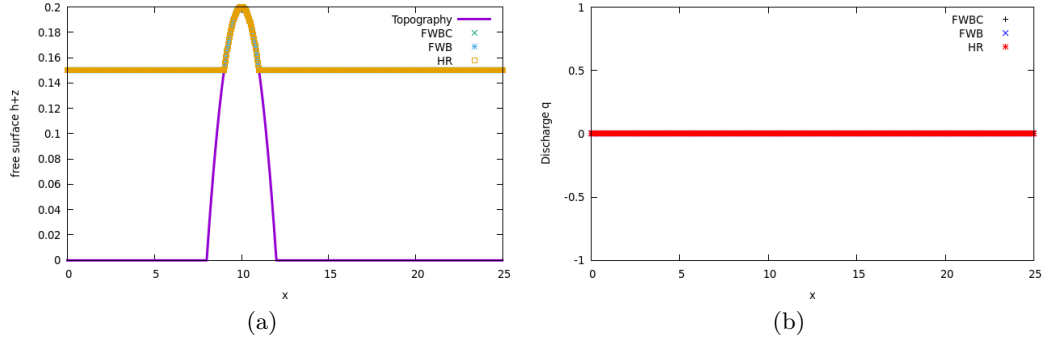 0.2
0.18
0.16
0.14
0.12
0.1
0.08
0.06
0.04
0.02
0
free surface h+z
Topography
FWBC
FWB
HR
0 5 10 15 20 25
x
(a)
1
0.5
0
-0.5
-1
Discharge q
FWBC
FWB
HR
0 5 10 15 20 25
x
(b)